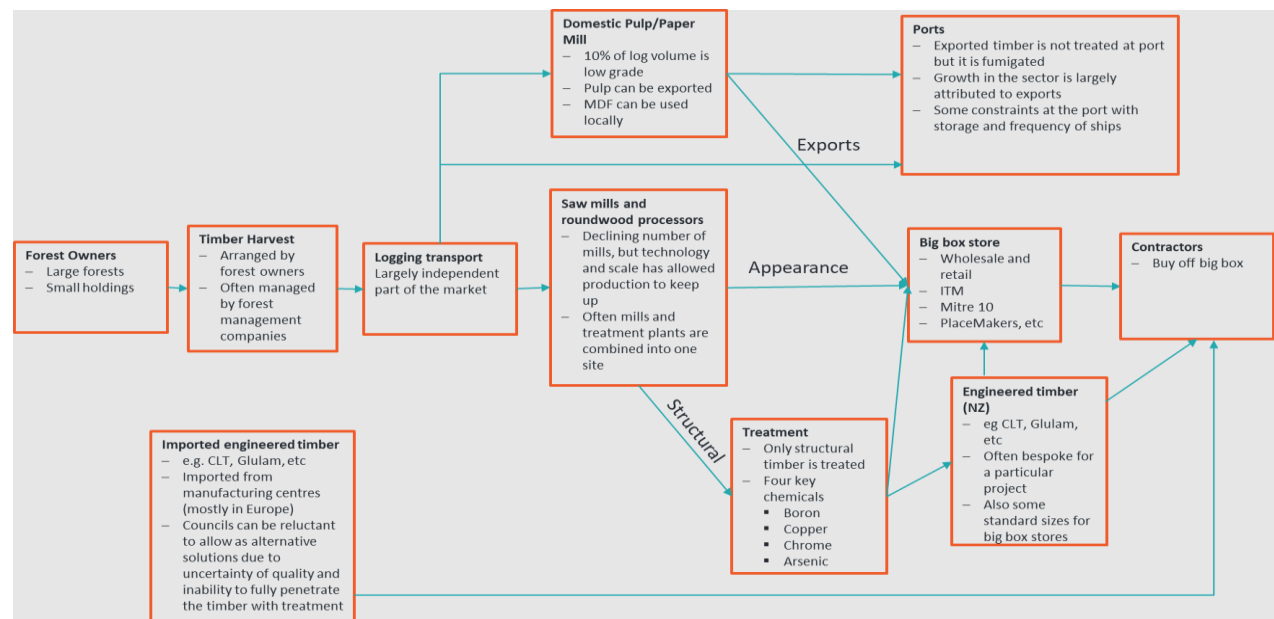 Domestic Pulp/Paper
Mill
– 10% of log volume is
low grade
– Pulp can be exported
– MDF can be used
locally
Ports
– Exported timber is not treated at port
but it is fumigated
– Growth in the sector is largely
attributed to exports
– Some constraints at the port with
storage and frequency of ships
Exports
Forest Owners
– Large forests
– Small holdings
Timber Harvest
– Arranged by
forest owners
– Often managed
by forest
management
companies
Logging transport
Largely independent
part of the market
Saw mills and
roundwood processors
– Declining number of
mills, but technology
and scale has allowed
production to keep
up
– Often mills and
treatment plants are
combined into one
site
Appearance
Big box store
– Wholesale and
retail
– ITM
– Mitre 10
– PlaceMakers, etc
Contractors
– Buy off big box
Structural
Imported engineered timber
– e.g. CLT, Glulam, etc
– Imported from
manufacturing centres
(mostly in Europe)
– Councils can be reluctant
to allow as alternative
solutions due to
uncertainty of quality and
inability to fully penetrate
the timber with treatment
Treatment
– Only structural
timber is treated
– Four key
chemicals
▪ Boron
▪ Copper
▪ Chrome
▪ Arsenic
Engineered timber
(NZ)
– eg CLT, Glulam,
etc
– Often bespoke for
a particular
project
– Also some
standard sizes for
big box stores